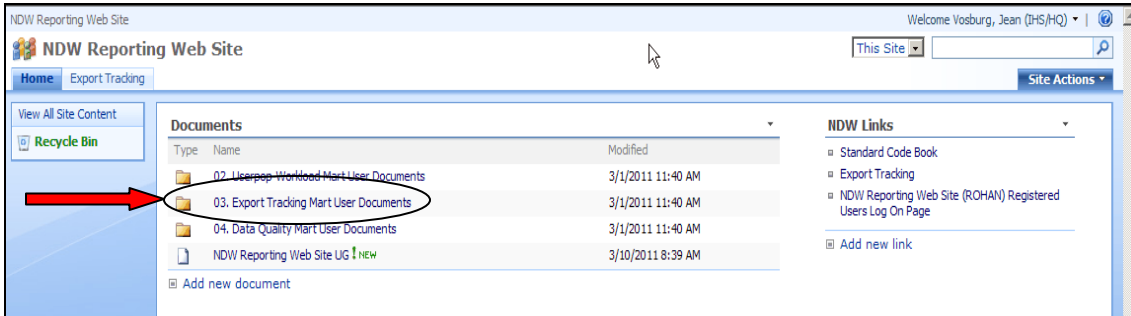 NDW Reporting Web Site
Welcome Vosburg, Jean (IHS/HQ)
NDW Reporting Web Site
This Site
Home Export Tracking
Site Actions
View All Site Content
Recycle Bin
Documents
Type Name Modified
02. Userpop-Workload Mart User Documents 3/1/2011 11:40 AM
03. Export Tracking Mart User Documents 3/1/2011 11:40 AM
04. Data Quality Mart User Documents 3/1/2011 11:40 AM
NDW Reporting Web Site UG ! NEW 3/10/2011 8:39 AM
Add new document
NDW Links
Standard Code Book
Export Tracking
NDW Reporting Web Site (ROHAN) Registered
Users Log On Page
Add new link